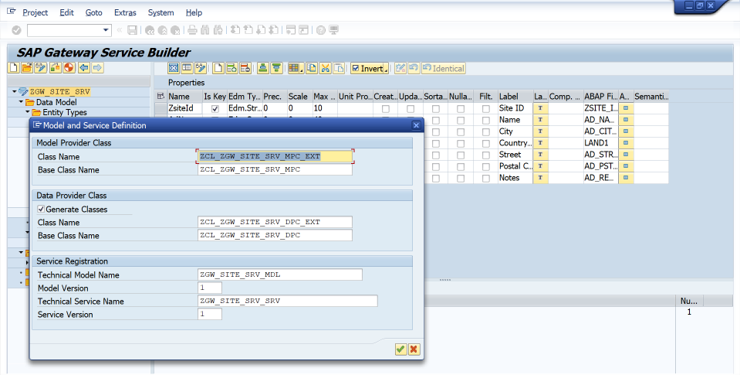 Project Edit Goto Extras System Help
SAP Gateway Service Builder
Invert Identical
ZGW_SITE_SRV
Data Model
Entity Types
Properties
Name Is Key Edm Ty... Prec. Scale Max ... Unit Pro... Creat... Upda... Sorta... Nulla... Filt. Label La... Comp. ... ABAP Fi... A... Semanti...
ZsiteId Edm.Str... 0 0 10 Site ID T ZSITE_I...
Name T AD_NA...
City T AD_CIT...
Country... T LAND1
Street T AD_STR...
Postal C... T AD_PST...
Notes T AD_RE...
Model and Service Definition
Model Provider Class
Class Name ZCL_ZGW_SITE_SRV_MPC_EXT
Base Class Name ZCL_ZGW_SITE_SRV_MPC
Data Provider Class
Generate Classes
Class Name ZCL_ZGW_SITE_SRV_DPC_EXT
Base Class Name ZCL_ZGW_SITE_SRV_DPC
Service Registration
Technical Model Name ZGW_SITE_SRV_MDL
Model Version 1
Technical Service Name ZGW_SITE_SRV_SRV
Service Version 1
Nu...
1